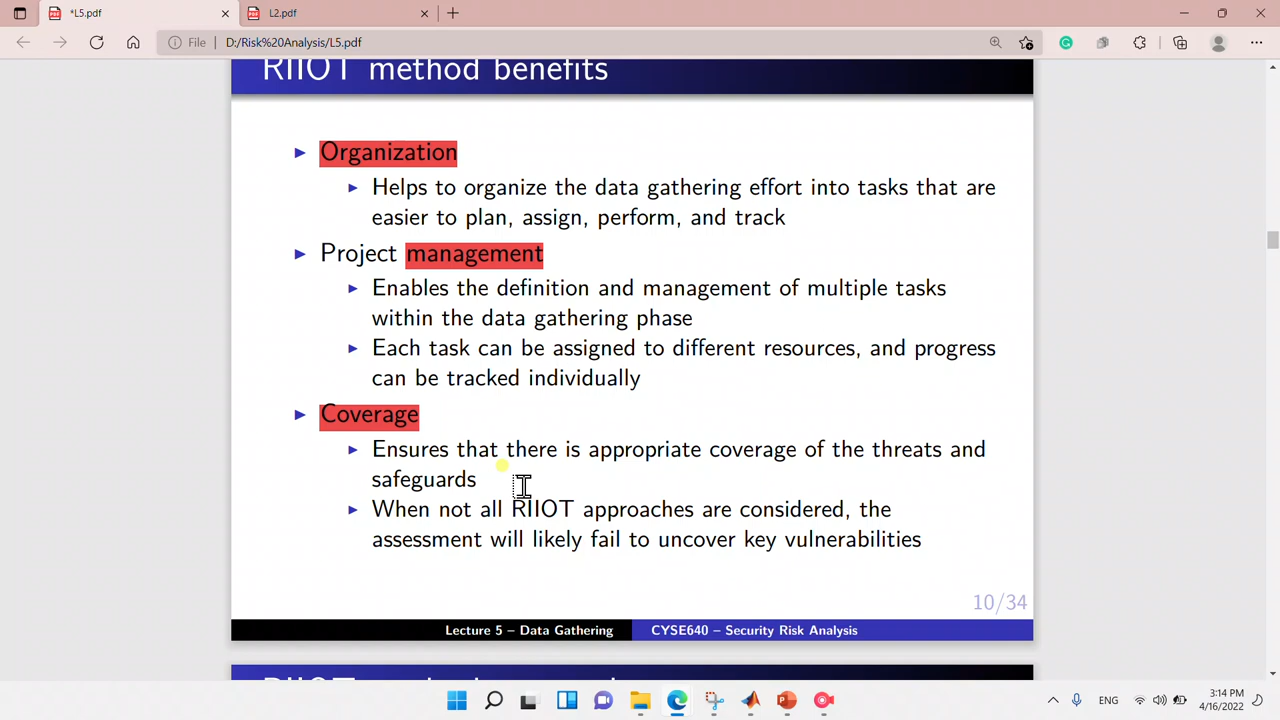 *L5.pdf
L2.pdf
File
D:/Risk%20Analysis/L5.pdf
RIIOT method benefits
Organization
Helps to organize the data gathering effort into tasks that are
easier to plan, assign, perform, and track
Project management
Enables the definition and management of multiple tasks
within the data gathering phase
Each task can be assigned to different resources, and progress
can be tracked individually
Coverage
Ensures that there is appropriate coverage of the threats and
safeguards
When not all RIIOT approaches are considered, the
assessment will likely fail to uncover key vulnerabilities
10/34
Lecture 5 – Data Gathering
CYSE640 – Security Risk Analysis
ENG
3:14 PM
4/16/2022